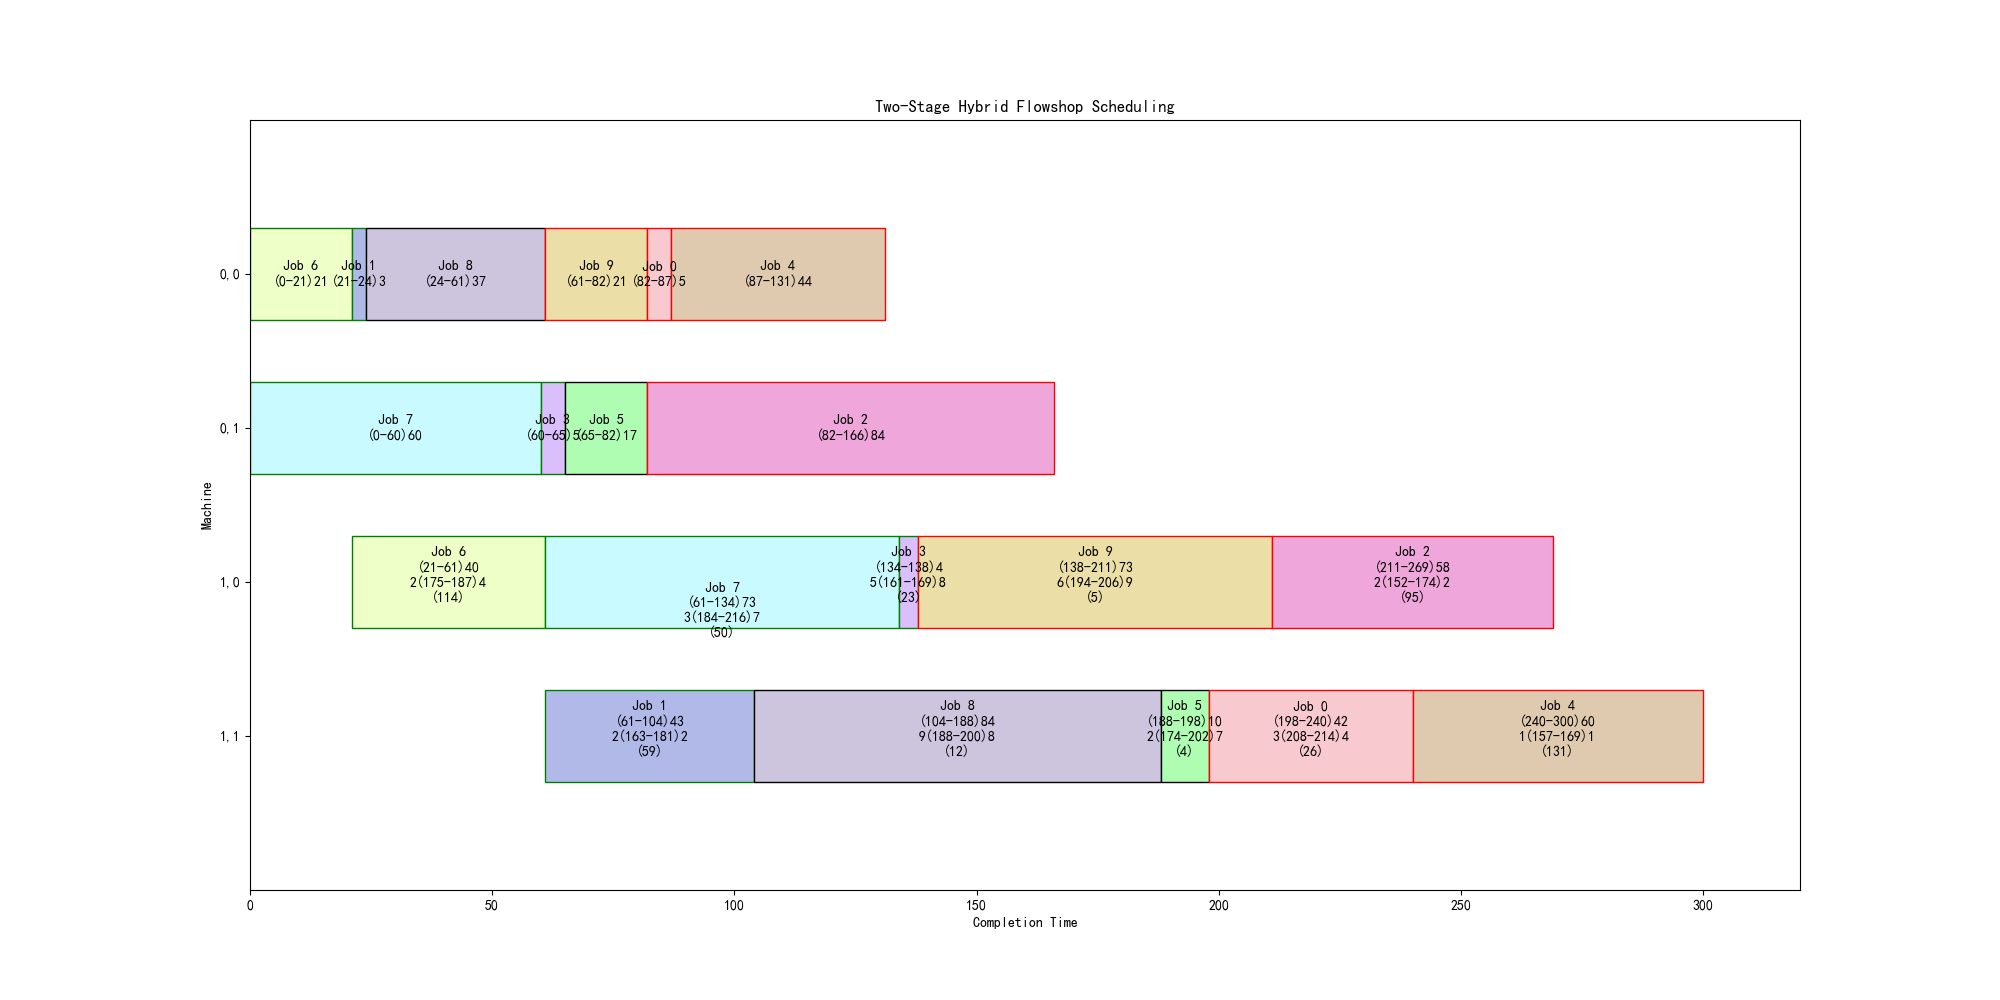 Two-Stage Hybrid Flowshop Scheduling
Machine
0,0
Job 6
(0-21)21
Job 1
(21-24)3
Job 8
(24-61)37
Job 9
(61-82)21
Job 0
(82-87)5
Job 4
(87-131)44
0,1
Job 7
(0-60)60
Job 3
(60-65)5
Job 5
(65-82)17
Job 2
(82-166)84
1,0
Job 6
(21-61)40
2(175-187)4
(114)
Job 7
(61-134)73
3(184-216)7
(50)
Job 3
(134-138)4
5(161-169)8
(23)
Job 9
(138-211)73
6(194-206)9
(5)
Job 2
(211-269)58
2(152-174)2
(95)
1,1
Job 1
(61-104)43
2(163-181)2
(59)
Job 8
(104-188)84
9(188-200)8
(12)
Job 5
(188-198)10
2(174-202)7
(4)
Job 0
(198-240)42
3(208-214)4
(26)
Job 4
(240-300)60
1(157-169)1
(131)
0
50
100
150
200
250
300
Completion Time